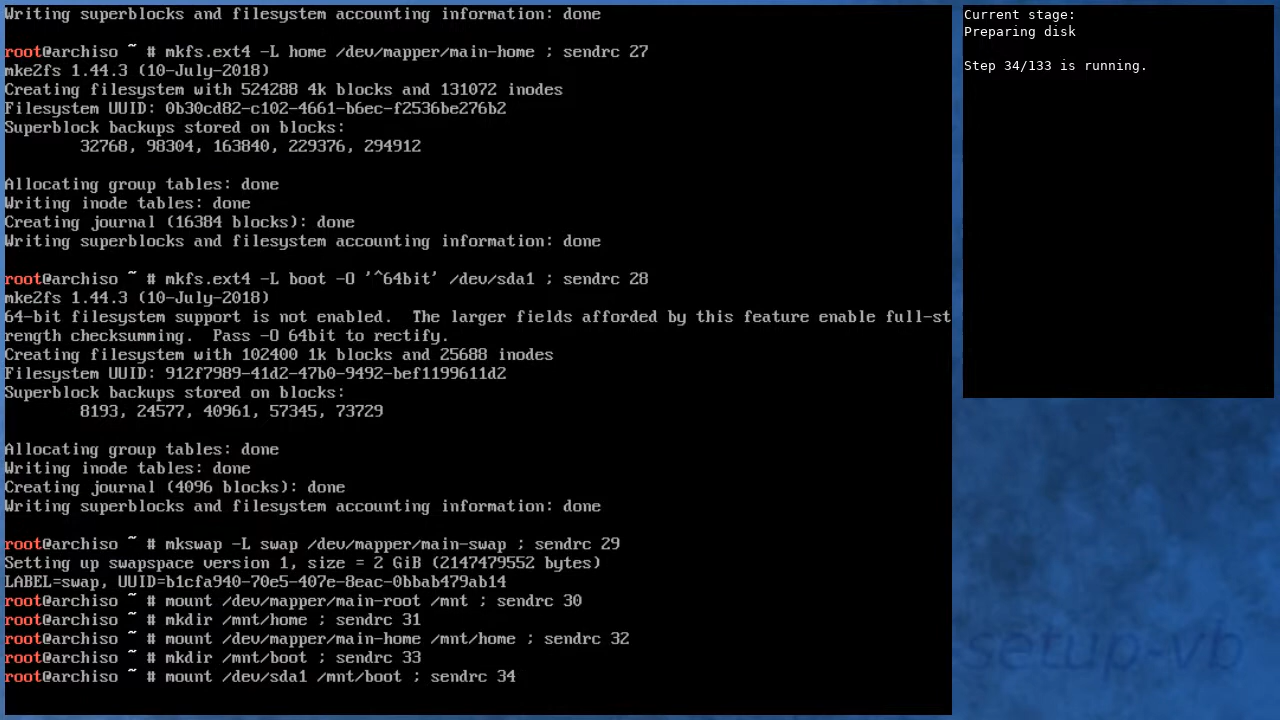 Writing superblocks and filesystem accounting information: done
root@archiso ~ # mkfs.ext4 -L home /dev/mapper/main-home ; sendrc 27
mke2fs 1.44.3 (10-July-2018)
Creating filesystem with 524288 4k blocks and 131072 inodes
Filesystem UUID: 0b30cd82-c102-4661-b6ec-f2536be276b2
Superblock backups stored on blocks:
        32768, 98304, 163840, 229376, 294912
Allocating group tables: done
Writing inode tables: done
Creating journal (16384 blocks): done
Writing superblocks and filesystem accounting information: done
root@archiso ~ # mkfs.ext4 -L boot -O '^64bit' /dev/sda1 ; sendrc 28
mke2fs 1.44.3 (10-July-2018)
64-bit filesystem support is not enabled.  The larger fields afforded by this feature enable full-st
rength checksumming.  Pass -O 64bit to rectify.
Creating filesystem with 102400 1k blocks and 25688 inodes
Filesystem UUID: 912f7989-41d2-47b0-9492-bef1199611d2
Superblock backups stored on blocks:
        8193, 24577, 40961, 57345, 73729
Allocating group tables: done
Writing inode tables: done
Creating journal (4096 blocks): done
Writing superblocks and filesystem accounting information: done
root@archiso ~ # mkswap -L swap /dev/mapper/main-swap ; sendrc 29
Setting up swapspace version 1, size = 2 GiB (2147479552 bytes)
LABEL=swap, UUID=b1cfa940-70e5-407e-8eac-0bbab479ab14
root@archiso ~ # mount /dev/mapper/main-root /mnt ; sendrc 30
root@archiso ~ # mkdir /mnt/home ; sendrc 31
root@archiso ~ # mount /dev/mapper/main-home /mnt/home ; sendrc 32
root@archiso ~ # mkdir /mnt/boot ; sendrc 33
root@archiso ~ # mount /dev/sda1 /mnt/boot ; sendrc 34
Current stage:
Preparing disk
Step 34/133 is running.
setup-vb